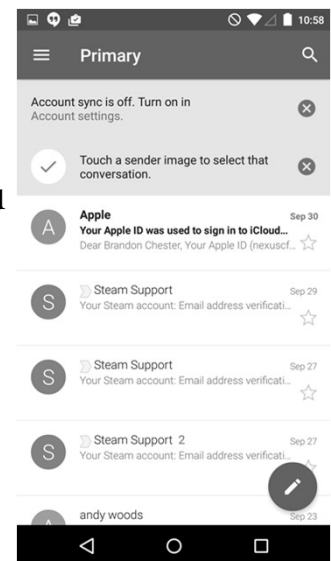 10:58
Primary
Account sync is off. Turn on in
Account settings.
Touch a sender image to select that
conversation.
1
A
Apple
Sep 30
Your Apple ID was used to sign in to iCloud...
Dear Brandon Chester, Your Apple ID (nexuscf...
S
Steam Support
Sep 29
Your Steam account: Email address verificati...
S
Steam Support
Sep 27
Your Steam account: Email address verificati...
S
Steam Support 2
Sep 27
Your Steam account: Email address verificati...
A
andy woods
Sep 23